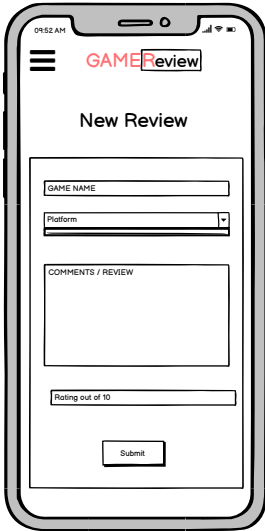 09:52 AM
GAMEReview
New Review
GAME NAME
Platform
COMMENTS / REVIEW
Rating out of 10
Submit